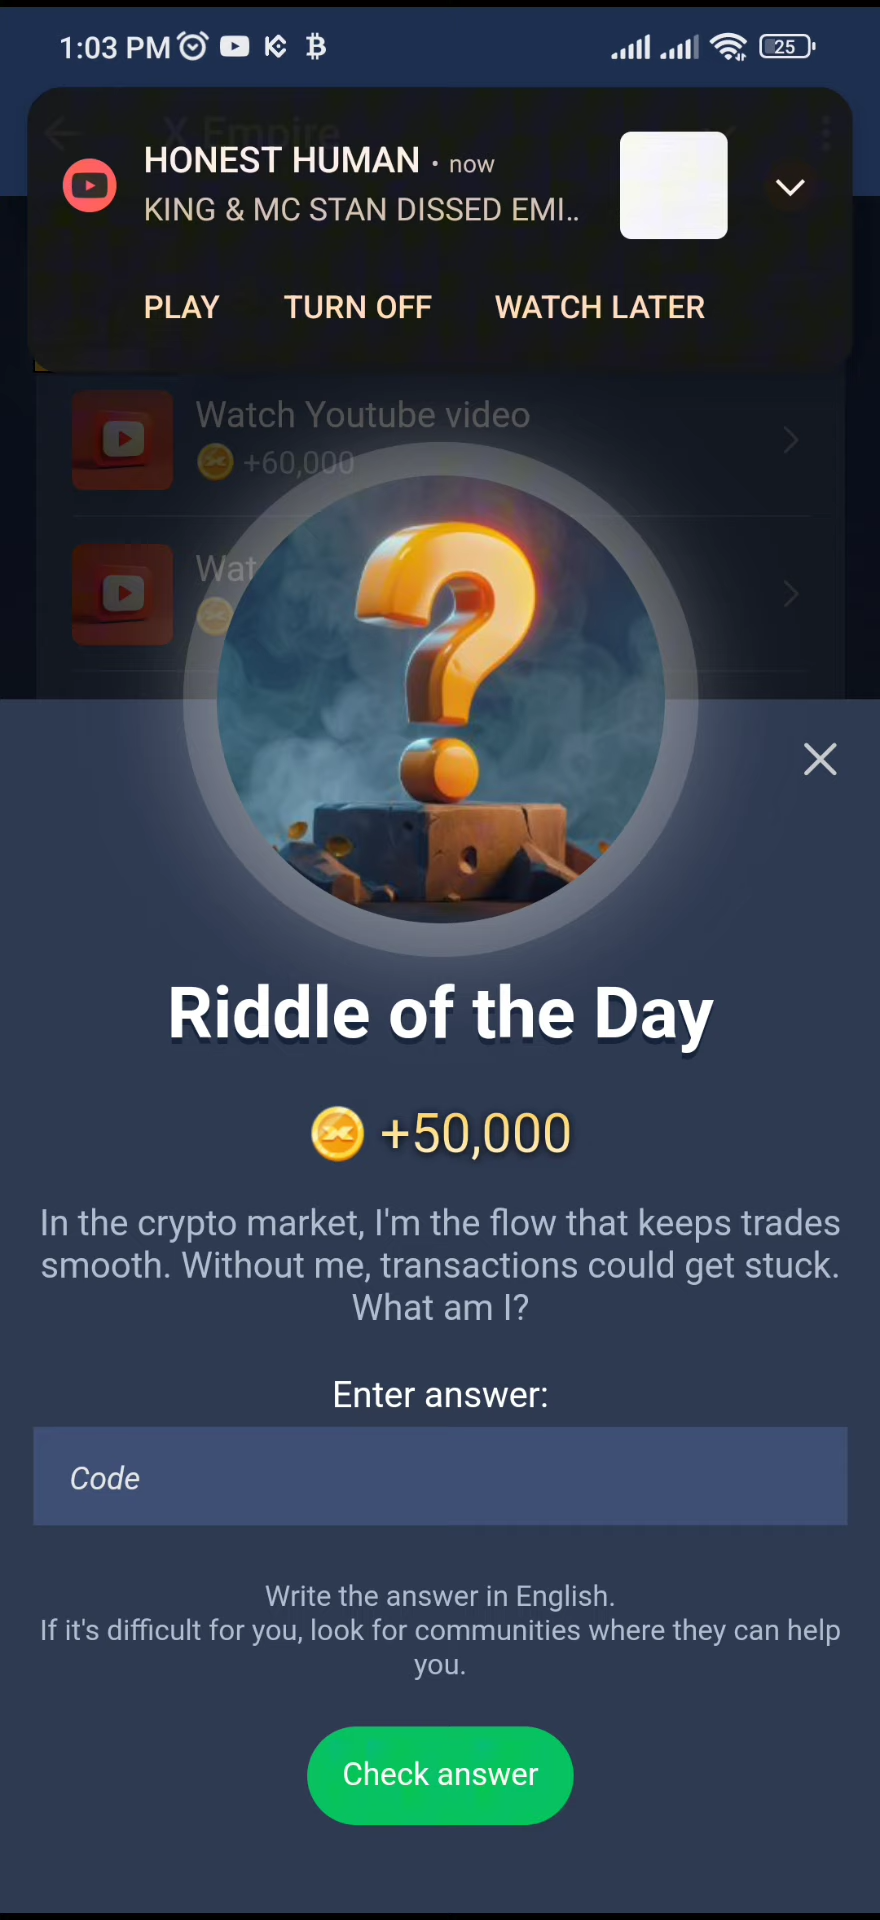 1:03 PM
25
X Empire
HONEST HUMAN • now
KING & MC STAN DISSED EMI..
PLAY TURN OFF WATCH LATER
Watch Youtube video
+60,000
Wat
Riddle of the Day
+50,000
In the crypto market, I'm the flow that keeps trades
smooth. Without me, transactions could get stuck.
What am I?
Enter answer:
Code
Write the answer in English.
If it's difficult for you, look for communities where they can help
you.
Check answer